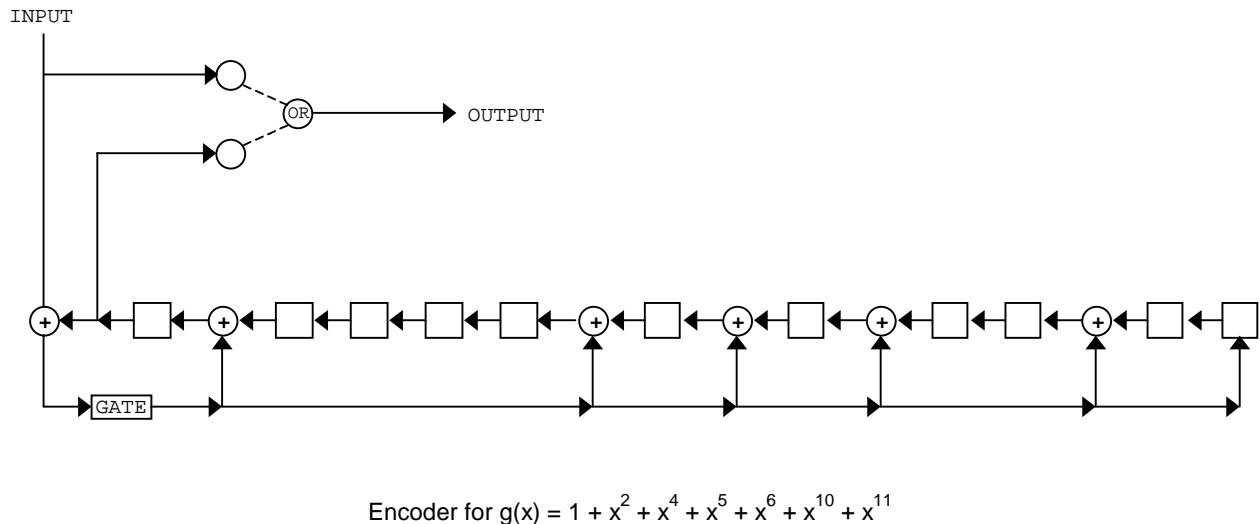 INPUT
OR
OUTPUT
+ + + + + +
GATE
Encoder for g(x) = 1 + x² + x⁴ + x⁵ + x⁶ + x¹⁰ + x¹¹